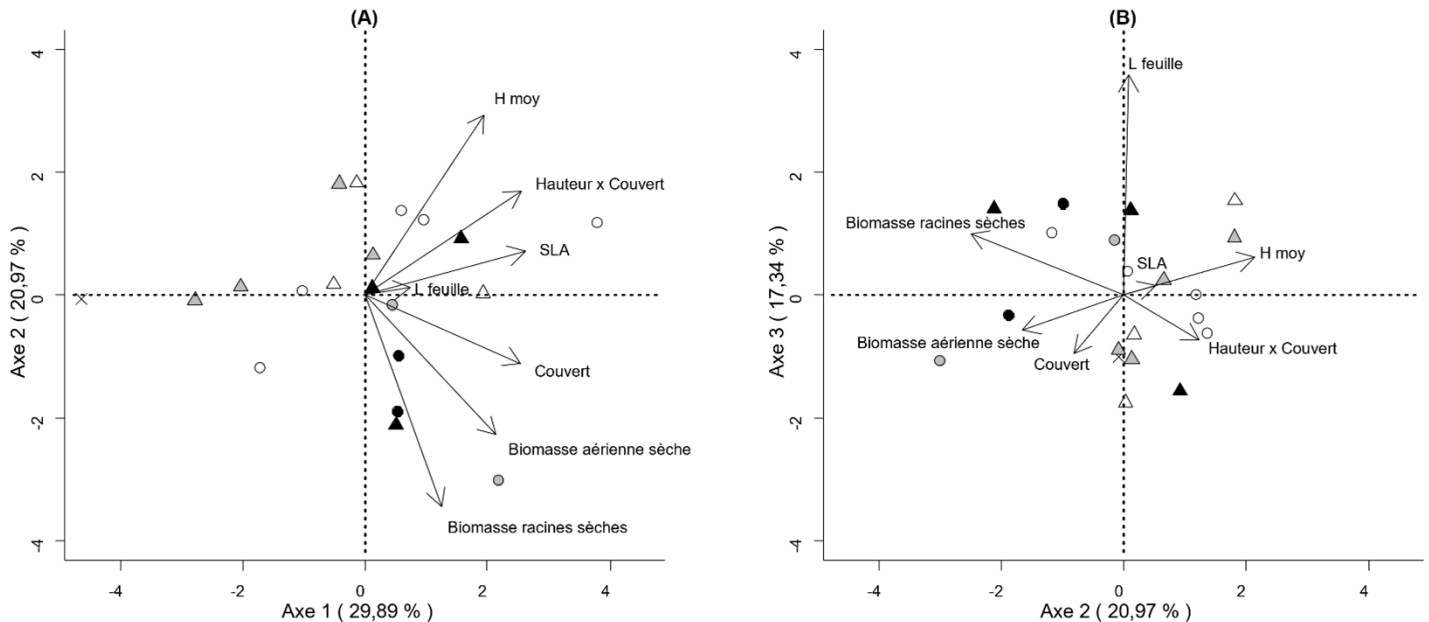 (A)
4
2
0
-2
-4
Axe 2 ( 20,97 % )
H moy
Hauteur x Couvert
SLA
L feuille
Couvert
Biomasse aérienne sèche
Biomasse racines sèches
-4
-2
0
2
4
Axe 1 ( 29,89 % )
(B)
4
2
0
-2
-4
Axe 3 ( 17,34 % )
L feuille
Biomasse racines sèches
H moy
SLA
Biomasse aérienne sèche
Hauteur x Couvert
Couvert
-4
-2
0
2
4
Axe 2 ( 20,97 % )